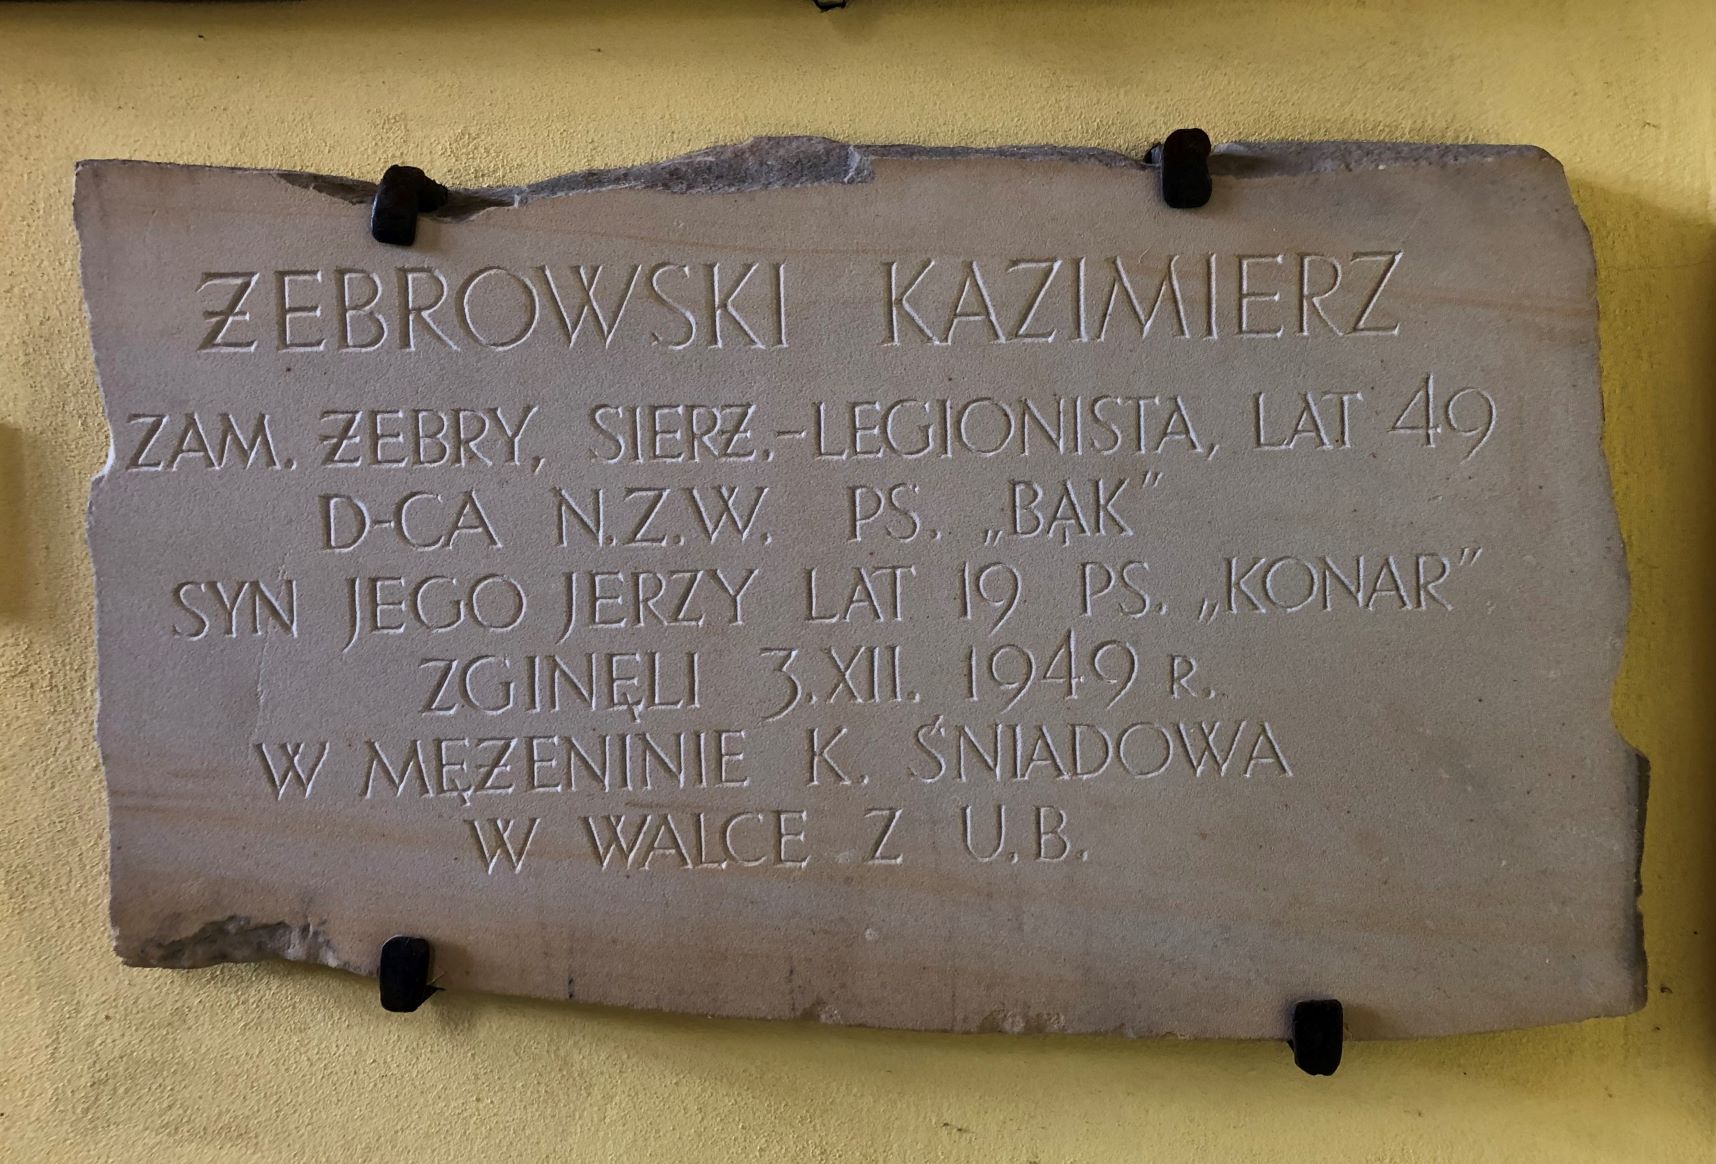 ŻEBROWSKI KAZIMIERZ
ZAM. ŻEBRY, SIERŻ.-LEGIONISTA, LAT 49
D-CA N.Z.W. PS. „BĄK”
SYN JEGO JERZY LAT 19 PS. „KONAR”
ZGINĘLI 3.XII. 1949 R.
W MĘŻENINIE K. ŚNIADOWA
W WALCE Z U.B.